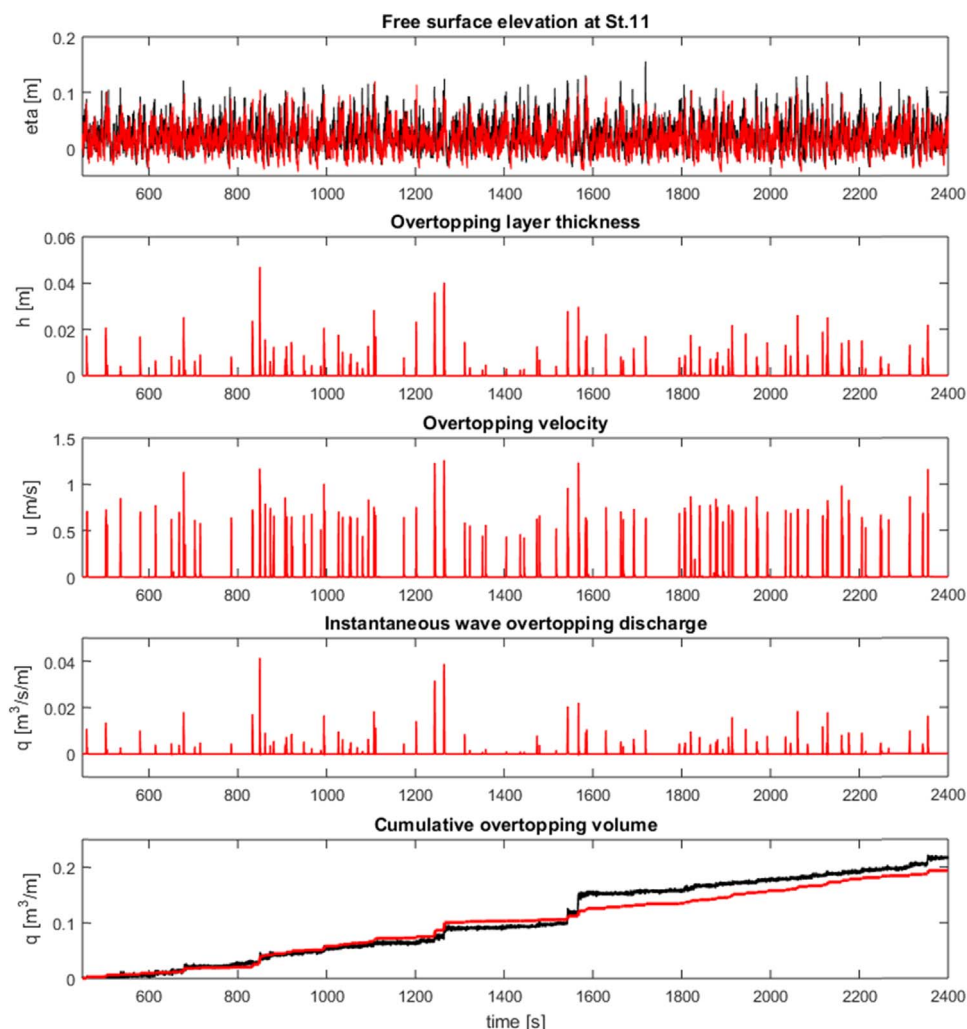 Free surface elevation at St.11
0.2
0.1
0
eta [m]
600 800 1000 1200 1400 1600 1800 2000 2200 2400
Overtopping layer thickness
0.06
0.04
0.02
0
h [m]
600 800 1000 1200 1400 1600 1800 2000 2200 2400
Overtopping velocity
1.5
1
0.5
0
u [m/s]
600 800 1000 1200 1400 1600 1800 2000 2200 2400
Instantaneous wave overtopping discharge
0.04
0.02
0
q [m³/s/m]
600 800 1000 1200 1400 1600 1800 2000 2200 2400
Cumulative overtopping volume
0.2
0.1
0
q [m³/m]
600 800 1000 1200 1400 1600 1800 2000 2200 2400
time [s]